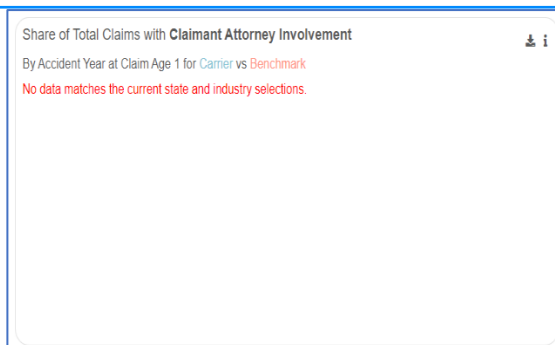 Share of Total Claims with Claimant Attorney Involvement
By Accident Year at Claim Age 1 for Carrier vs Benchmark
No data matches the current state and industry selections.